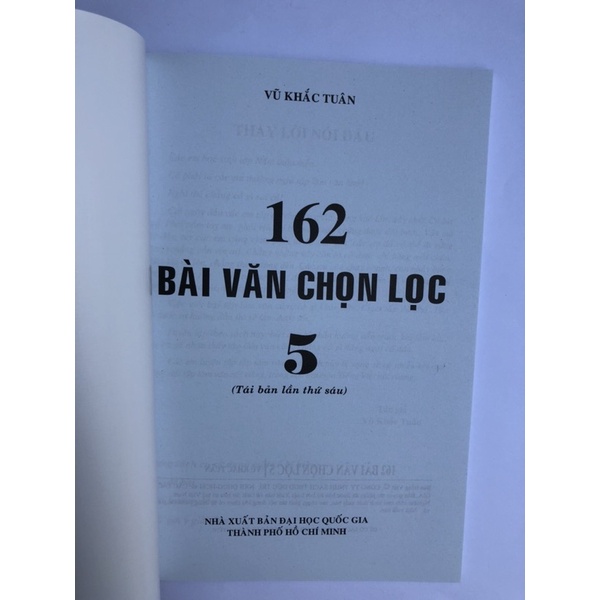 VŨ KHẮC TUÂN
162
BÀI VĂN CHỌN LỌC
5
(Tái bản lần thứ sáu)
NHÀ XUẤT BẢN ĐẠI HỌC QUỐC GIA
THÀNH PHỐ HỒ CHÍ MINH